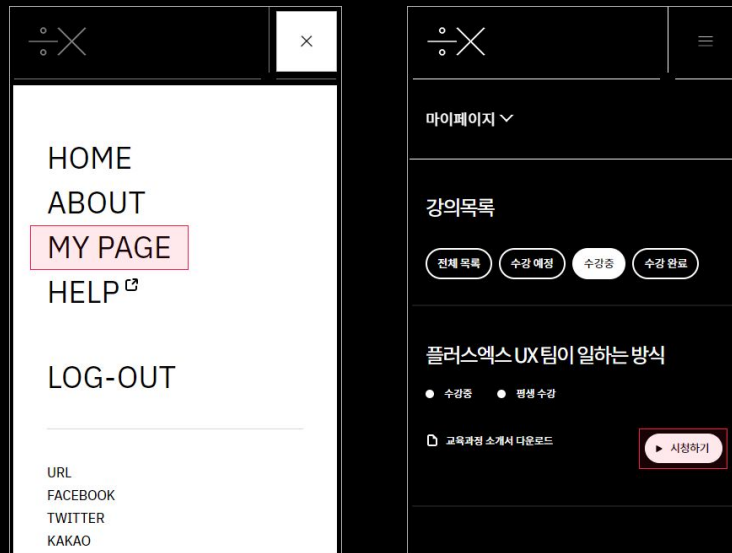 HOME
ABOUT
MY PAGE
HELP
LOG-OUT
URL
FACEBOOK
TWITTER
KAKAO
마이페이지
강의목록
전체 목록 수강 예정 수강중 수강 완료
플러스엑스 UX 팀이 일하는 방식
수강중 평생 수강
교육과정 소개서 다운로드
시청하기